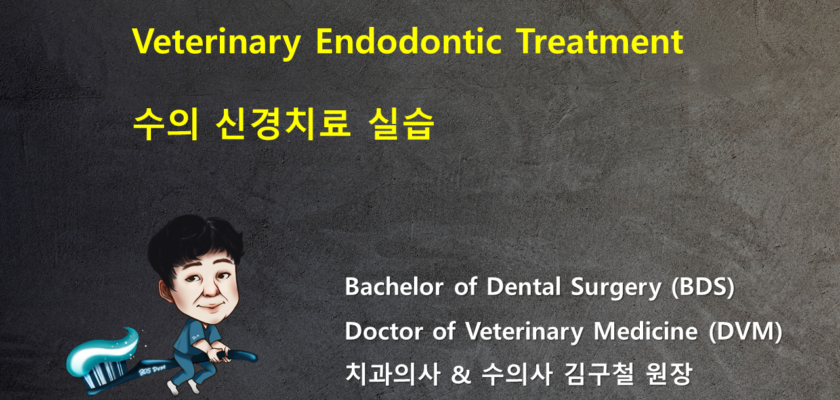 Veterinary Endodontic Treatment
수의 신경치료 실습
Bachelor of Dental Surgery (BDS)
Doctor of Veterinary Medicine (DVM)
치과의사 & 수의사 김구철 원장